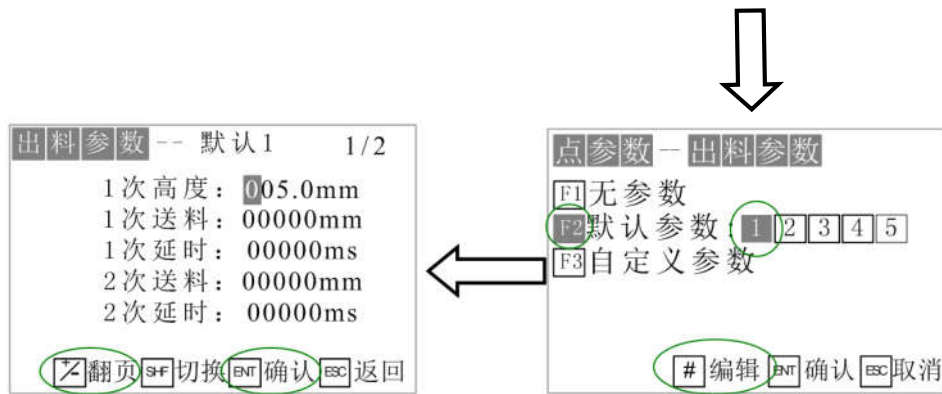 出料参数 -- 默认1 1/2
1次高度：005.0mm
1次送料：00000mm
1次延时：00000ms
2次送料：00000mm
2次延时：00000ms
+/- 翻页 SHF 切换 ENT 确认 ESC 返回
点参数 - 出料参数
F1 无参数
F2 默认参数：1 2 3 4 5
F3 自定义参数
# 编辑 ENT 确认 ESC 取消